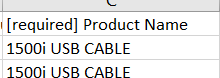 C
[required] Product Name
1500i USB CABLE
1500i USB CABLE